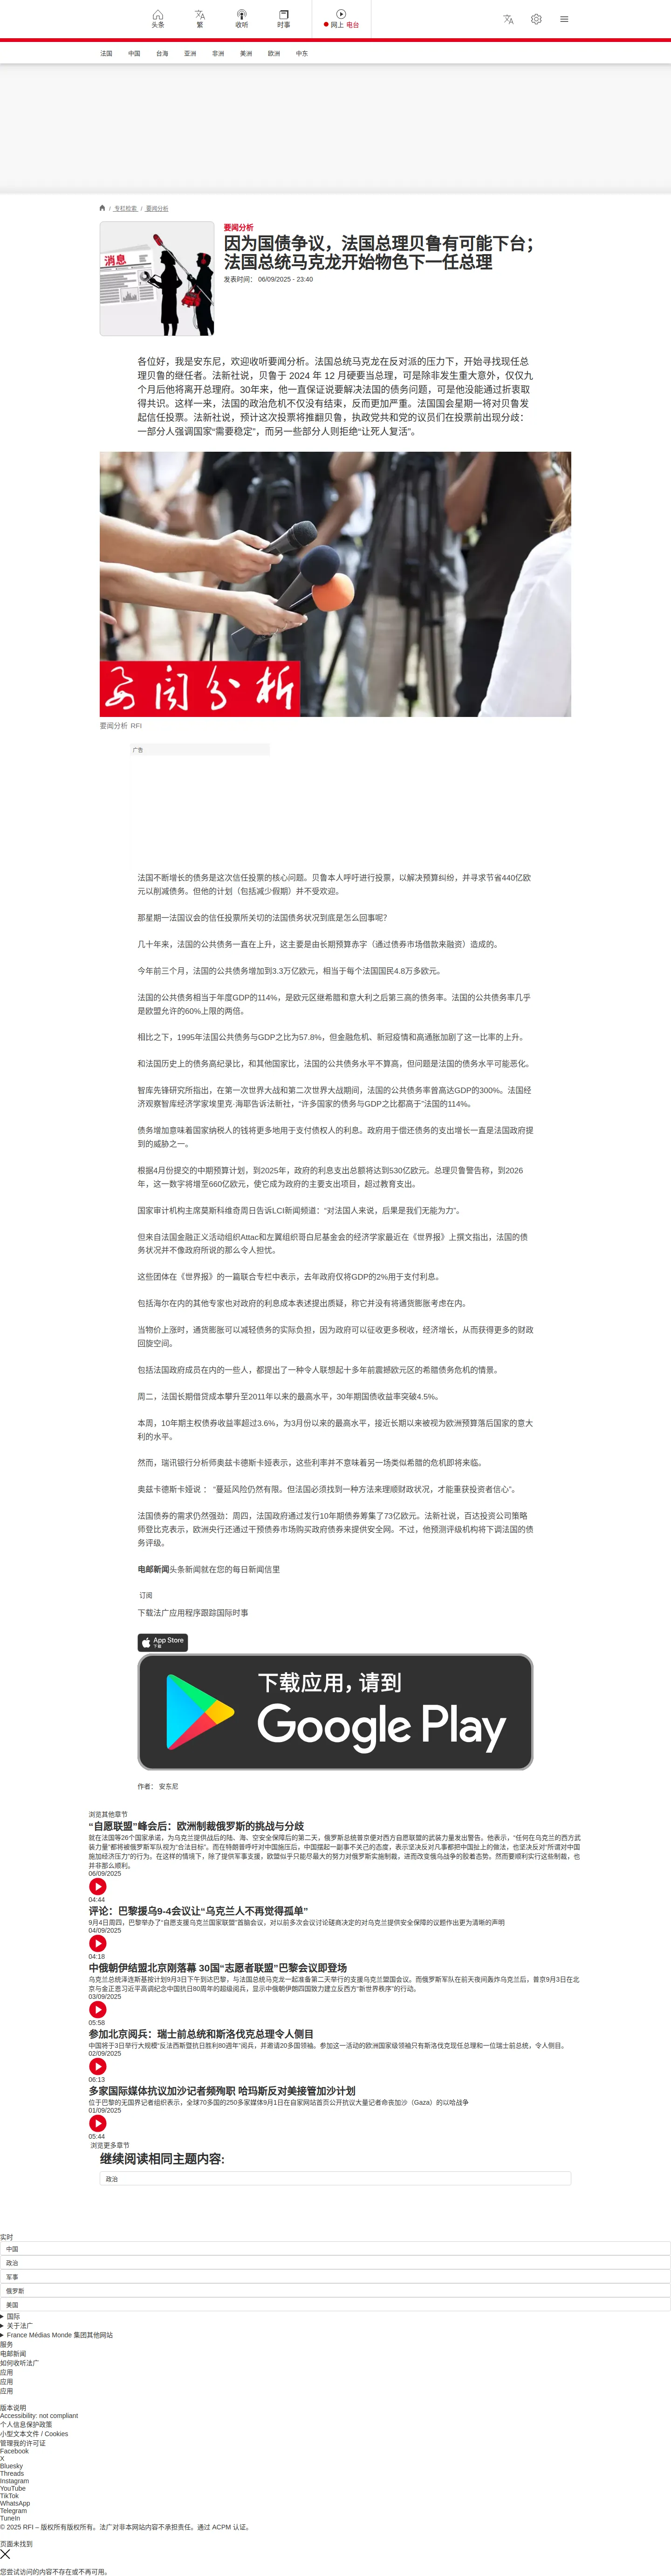 头条
繁
收听
时事
网上 电台
法国
中国
台海
亚洲
非洲
美洲
欧洲
中东
/ 专栏检索 / 要闻分析
消息
要闻分析
因为国债争议，法国总理贝鲁有可能下台；
法国总统马克龙开始物色下一任总理
发表时间： 06/09/2025 - 23:40
各位好，我是安东尼，欢迎收听要闻分析。法国总统马克龙在反对派的压力下，开始寻找现任总
理贝鲁的继任者。法新社说，贝鲁于 2024 年 12 月硬要当总理，可是除非发生重大意外，仅仅九
个月后他将离开总理府。30年来，他一直保证说要解决法国的债务问题，可是他没能通过折衷取
得共识。这样一来，法国的政治危机不仅没有结束，反而更加严重。法国国会星期一将对贝鲁发
起信任投票。法新社说，预计这次投票将推翻贝鲁，执政党共和党的议员们在投票前出现分歧：
一部分人强调国家“需要稳定”，而另一些部分人则拒绝“让死人复活”。
要闻分析
要闻分析 RFI
广告
法国不断增长的债务是这次信任投票的核心问题。贝鲁本人呼吁进行投票，以解决预算纠纷，并寻求节省440亿欧
元以削减债务。但他的计划（包括减少假期）并不受欢迎。
那星期一法国议会的信任投票所关切的法国债务状况到底是怎么回事呢？
几十年来，法国的公共债务一直在上升，这主要是由长期预算赤字（通过债券市场借款来融资）造成的。
今年前三个月，法国的公共债务增加到3.3万亿欧元，相当于每个法国国民4.8万多欧元。
法国的公共债务相当于年度GDP的114%，是欧元区继希腊和意大利之后第三高的债务率。法国的公共债务率几乎
是欧盟允许的60%上限的两倍。
相比之下，1995年法国公共债务与GDP之比为57.8%，但金融危机、新冠疫情和高通胀加剧了这一比率的上升。
和法国历史上的债务高纪录比，和其他国家比，法国的公共债务水平不算高，但问题是法国的债务水平可能恶化。
智库先锋研究所指出，在第一次世界大战和第二次世界大战期间，法国的公共债务率曾高达GDP的300%。法国经
济观察智库经济学家埃里克·海耶告诉法新社，“许多国家的债务与GDP之比都高于”法国的114%。
债务增加意味着国家纳税人的钱将更多地用于支付债权人的利息。政府用于偿还债务的支出增长一直是法国政府提
到的威胁之一。
根据4月份提交的中期预算计划，到2025年，政府的利息支出总额将达到530亿欧元。总理贝鲁警告称，到2026
年，这一数字将增至660亿欧元，使它成为政府的主要支出项目，超过教育支出。
国家审计机构主席莫斯科维奇周日告诉LCI新闻频道：“对法国人来说，后果是我们无能为力”。
但来自法国金融正义活动组织Attac和左翼组织哥白尼基金会的经济学家最近在《世界报》上撰文指出，法国的债
务状况并不像政府所说的那么令人担忧。
这些团体在《世界报》的一篇联合专栏中表示，去年政府仅将GDP的2%用于支付利息。
包括海尔在内的其他专家也对政府的利息成本表述提出质疑，称它并没有将通货膨胀考虑在内。
当物价上涨时，通货膨胀可以减轻债务的实际负担，因为政府可以征收更多税收，经济增长，从而获得更多的财政
回旋空间。
包括法国政府成员在内的一些人，都提出了一种令人联想起十多年前震撼欧元区的希腊债务危机的情景。
周二，法国长期借贷成本攀升至2011年以来的最高水平，30年期国债收益率突破4.5%。
本周，10年期主权债券收益率超过3.6%，为3月份以来的最高水平，接近长期以来被视为欧洲预算落后国家的意大
利的水平。
然而，瑞讯银行分析师奥兹卡德斯卡娅表示，这些利率并不意味着另一场类似希腊的危机即将来临。
奥兹卡德斯卡娅说 ： “蔓延风险仍然有限。但法国必须找到一种方法来理顺财政状况，才能重获投资者信心”。
法国债券的需求仍然强劲：周四，法国政府通过发行10年期债券筹集了73亿欧元。法新社说，百达投资公司策略
师登比克表示，欧洲央行还通过干预债券市场购买政府债券来提供安全网。不过，他预测评级机构将下调法国的债
务评级。
电邮新闻头条新闻就在您的每日新闻信里
订阅
下载法广应用程序跟踪国际时事
App Store
下载
下载应用，请到
Google Play
作者： 安东尼
浏览其他章节
“自愿联盟”峰会后：欧洲制裁俄罗斯的挑战与分歧
就在法国等26个国家承诺，为乌克兰提供战后的陆、海、空安全保障后的第二天，俄罗斯总统普京便对西方自愿联盟的武装力量发出警告。他表示，“任何在乌克兰的西方武
装力量”都将被俄罗斯军队视为“合法目标”。而在特朗普呼吁对中国施压后，中国摆起一副事不关己的态度，表示坚决反对凡事都把中国扯上的做法，也坚决反对“所谓对中国
施加经济压力”的行为。在这样的情境下，除了提供军事支援，欧盟似乎只能尽最大的努力对俄罗斯实施制裁，进而改变俄乌战争的胶着态势。然而要顺利实行这些制裁，也
并非那么顺利。
06/09/2025
04:44
评论：巴黎援乌9-4会议让“乌克兰人不再觉得孤单”
9月4日周四，巴黎举办了“自愿支援乌克兰国家联盟”首脑会议，对以前多次会议讨论磋商决定的对乌克兰提供安全保障的议题作出更为清晰的声明
04/09/2025
04:18
中俄朝伊结盟北京刚落幕 30国“志愿者联盟”巴黎会议即登场
乌克兰总统泽连斯基按计划9月3日下午到达巴黎，与法国总统马克龙一起准备第二天举行的支援乌克兰盟国会议。而俄罗斯军队在前天夜间轰炸乌克兰后，普京9月3日在北
京与金正恩习近平高调纪念中国抗日80周年的超级阅兵，显示中俄朝伊朗四国致力建立反西方“新世界秩序”的行动。
03/09/2025
05:58
参加北京阅兵：瑞士前总统和斯洛伐克总理令人侧目
中国将于3日举行大规模“反法西斯暨抗日胜利80週年”阅兵，并邀请20多国领袖。参加这一活动的欧洲国家级领袖只有斯洛伐克现任总理和一位瑞士前总统，令人侧目。
02/09/2025
06:13
多家国际媒体抗议加沙记者频殉职 哈玛斯反对美接管加沙计划
位于巴黎的无国界记者组织表示，全球70多国的250多家媒体9月1日在自家网站首页公开抗议大量记者命丧加沙（Gaza）的以哈战争
01/09/2025
05:44
浏览更多章节
继续阅读相同主题内容:
政治
实时
中国
政治
军事
俄罗斯
美国
国际
关于法广
France Médias Monde 集团其他网站
服务
电邮新闻
如何收听法广
应用
应用
应用
版本说明
Accessibility: not compliant
个人信息保护政策
小型文本文件 / Cookies
管理我的许可证
Facebook
X
Bluesky
Threads
Instagram
YouTube
TikTok
WhatsApp
Telegram
TuneIn
© 2025 RFI – 版权所有版权所有。法广对非本网站内容不承担责任。通过 ACPM 认证。
页面未找到
您尝试访问的内容不存在或不再可用。